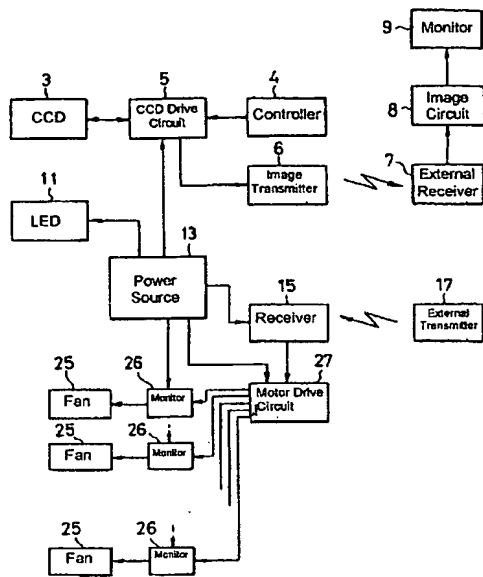 9
Monitor
3
CCD
5
CCD Drive
Circuit
4
Controller
8
Image
Circuit
6
Image
Transmitter
7
External
Receiver
11
LED
13
Power
Source
15
Receiver
17
External
Transmitter
25
Fan
26
Monitor
27
Motor Drive
Circuit
25
Fan
26
Monitor
25
Fan
26
Monitor